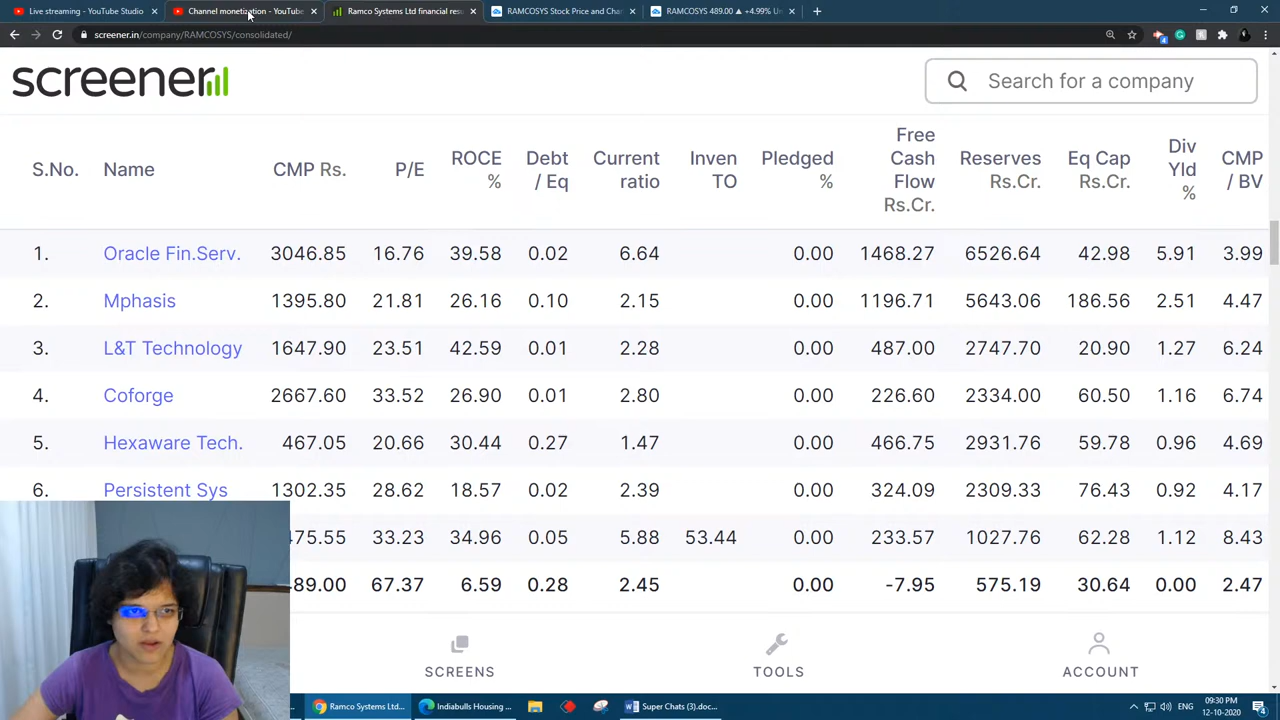 Live streaming - YouTube Studio
Channel monetization - YouTube
Ramco Systems Ltd financial res
RAMCOSYS Stock Price and Cha
RAMCOSYS 489.00 ▲ +4.99% Un
screener.in/company/RAMCOSYS/consolidated/
screener
Search for a company
S.No. Name CMP Rs. P/E ROCE % Debt / Eq Current ratio Inven TO Pledged % Free Cash Flow Rs.Cr. Reserves Rs.Cr. Eq Cap Rs.Cr. Div Yld % CMP / BV
1. Oracle Fin.Serv. 3046.85 16.76 39.58 0.02 6.64 0.00 1468.27 6526.64 42.98 5.91 3.99
2. Mphasis 1395.80 21.81 26.16 0.10 2.15 0.00 1196.71 5643.06 186.56 2.51 4.47
3. L&T Technology 1647.90 23.51 42.59 0.01 2.28 0.00 487.00 2747.70 20.90 1.27 6.24
4. Coforge 2667.60 33.52 26.90 0.01 2.80 0.00 226.60 2334.00 60.50 1.16 6.74
5. Hexaware Tech. 467.05 20.66 30.44 0.27 1.47 0.00 466.75 2931.76 59.78 0.96 4.69
6. Persistent Sys 1302.35 28.62 18.57 0.02 2.39 0.00 324.09 2309.33 76.43 0.92 4.17
75.55 33.23 34.96 0.05 5.88 53.44 0.00 233.57 1027.76 62.28 1.12 8.43
89.00 67.37 6.59 0.28 2.45 0.00 -7.95 575.19 30.64 0.00 2.47
SCREENS TOOLS ACCOUNT
Ramco Systems Ltd...
Indiabulls Housing ...
Super Chats (3).doc...
ENG
09:30 PM
12-10-2020